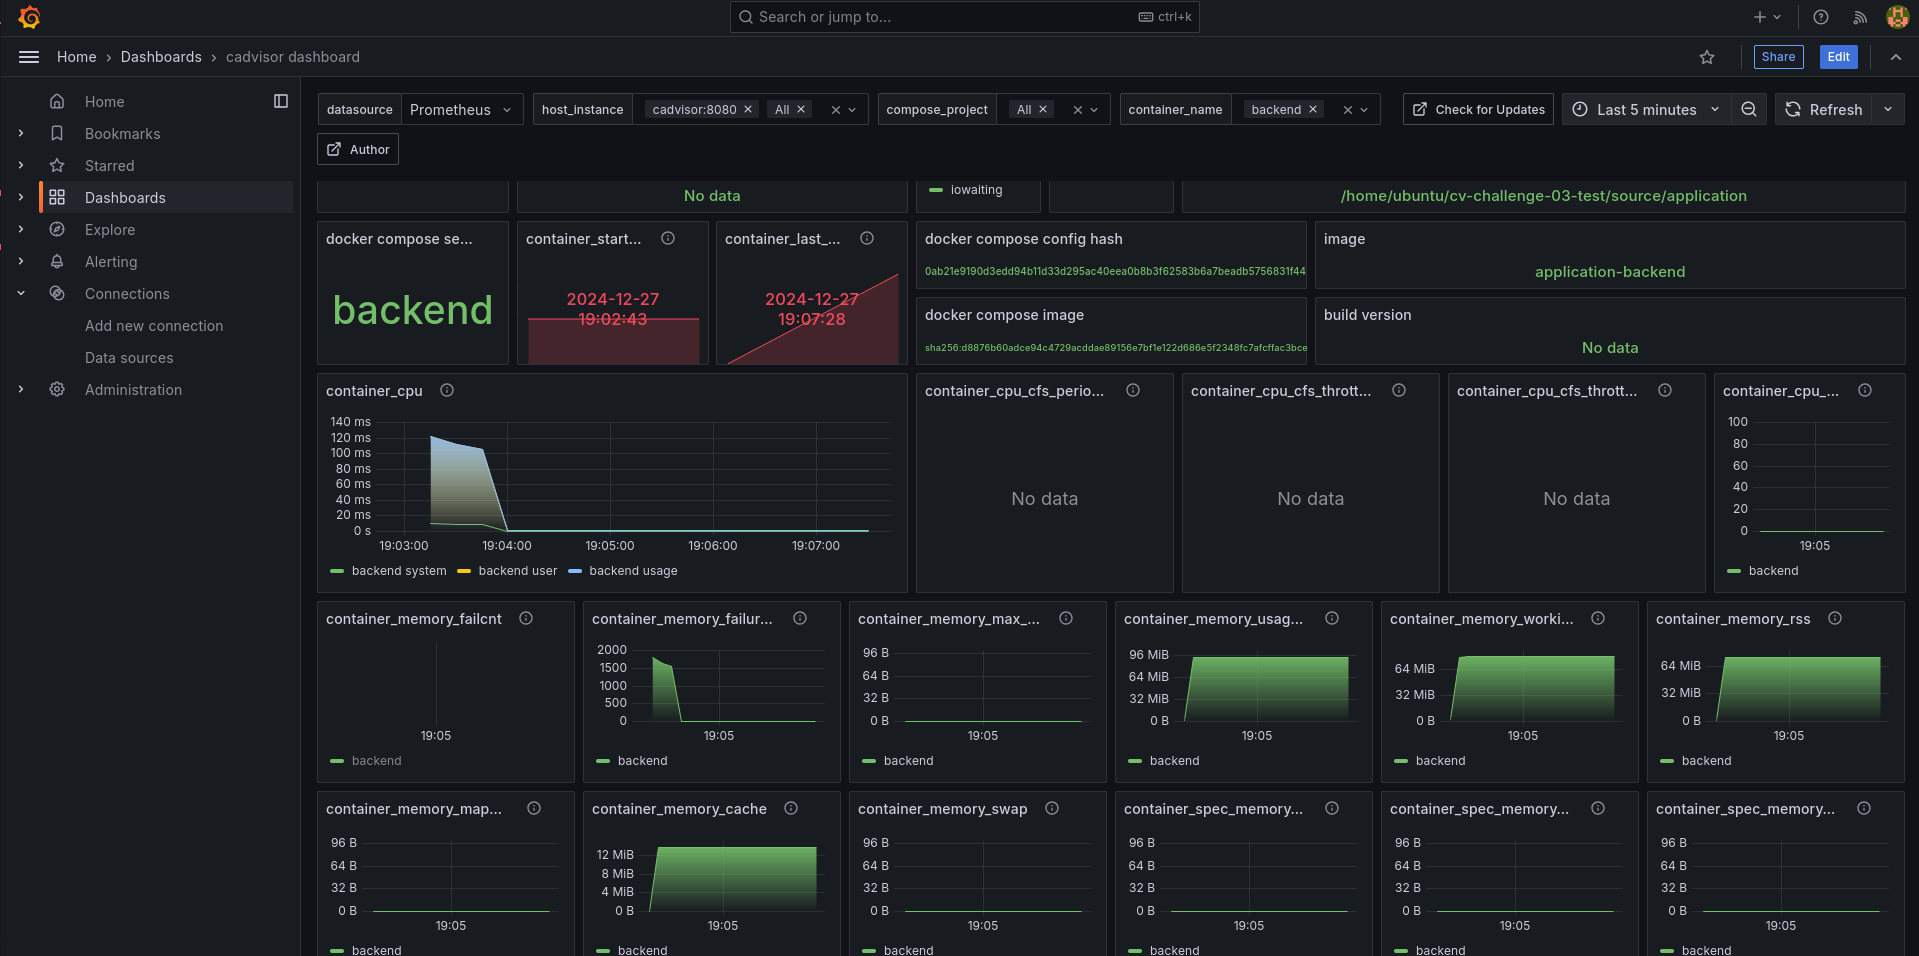 Search or jump to...
ctrl+k
Home › Dashboards › cadvisor dashboard
Share
Edit
Home
Bookmarks
Starred
Dashboards
Explore
Alerting
Connections
Add new connection
Data sources
Administration
datasource Prometheus
host_instance cadvisor:8080 All
compose_project All
container_name backend
Check for Updates
Last 5 minutes
Refresh
Author
No data
iowaiting
/home/ubuntu/cv-challenge-03-test/source/application
docker compose se...
backend
container_start...
2024-12-27
19:02:43
container_last_...
2024-12-27
19:07:28
docker compose config hash
0ab21e9190d3edd94b11d33d295ac40eea0b8b3f62583b6a7beadb5756831f44
image
application-backend
docker compose image
sha256:d8876b60adce94c4729acddae89156e7bf1e122d686e5f2348fc7afcffac3bce
build version
No data
container_cpu
140 ms
120 ms
100 ms
80 ms
60 ms
40 ms
20 ms
0 s
19:03:00 19:04:00 19:05:00 19:06:00 19:07:00
backend system backend user backend usage
container_cpu_cfs_perio...
No data
container_cpu_cfs_thrott...
No data
container_cpu_cfs_thrott...
No data
container_cpu_...
100
80
60
40
20
0
19:05
backend
container_memory_failcnt
19:05
backend
container_memory_failur...
2000
1500
1000
500
0
19:05
backend
container_memory_max_...
96 B
64 B
32 B
0 B
19:05
backend
container_memory_usag...
96 MiB
64 MiB
32 MiB
0 B
19:05
backend
container_memory_worki...
64 MiB
32 MiB
0 B
19:05
backend
container_memory_rss
64 MiB
32 MiB
0 B
19:05
backend
container_memory_map...
96 B
64 B
32 B
0 B
19:05
backend
container_memory_cache
12 MiB
8 MiB
4 MiB
0 B
19:05
backend
container_memory_swap
96 B
64 B
32 B
0 B
19:05
backend
container_spec_memory...
96 B
64 B
32 B
0 B
19:05
backend
container_spec_memory...
96 B
64 B
32 B
0 B
19:05
backend
container_spec_memory...
96 B
64 B
32 B
0 B
19:05
backend